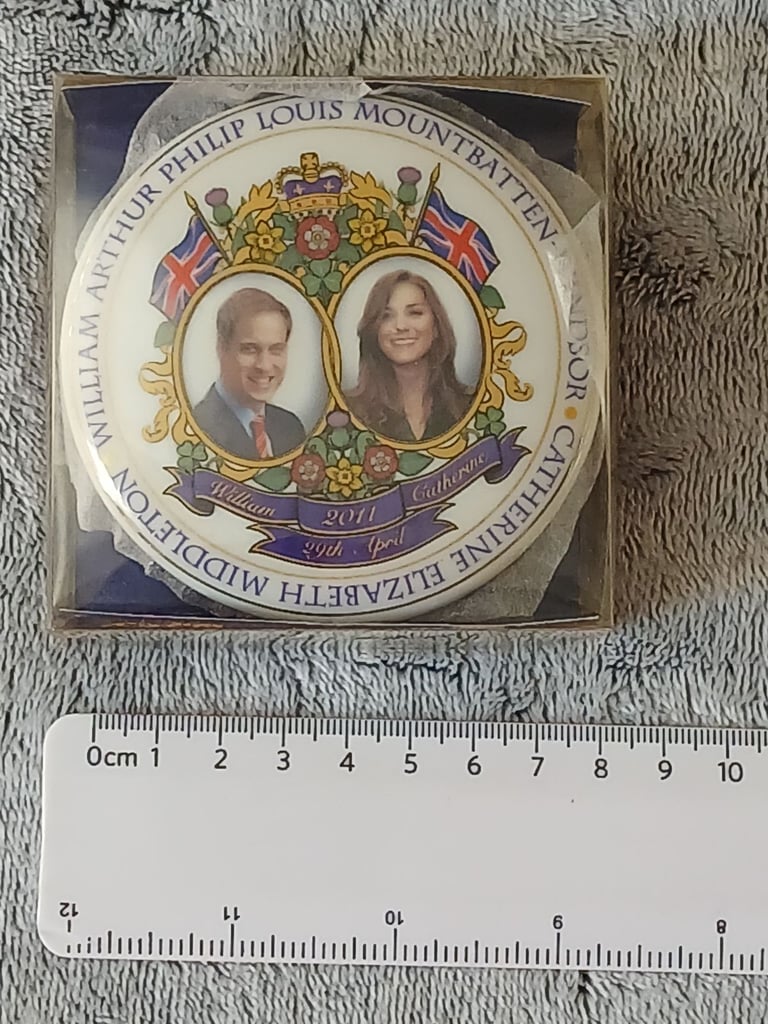 WILLIAM ARTHUR PHILIP LOUIS MOUNTBATTEN-
NDSOR • CATHERINE ELIZABETH MIDDLETON
William 2011 Catherine
29th April
0cm 1 2 3 4 5 6 7 8 9 10
12 11 10 9 8